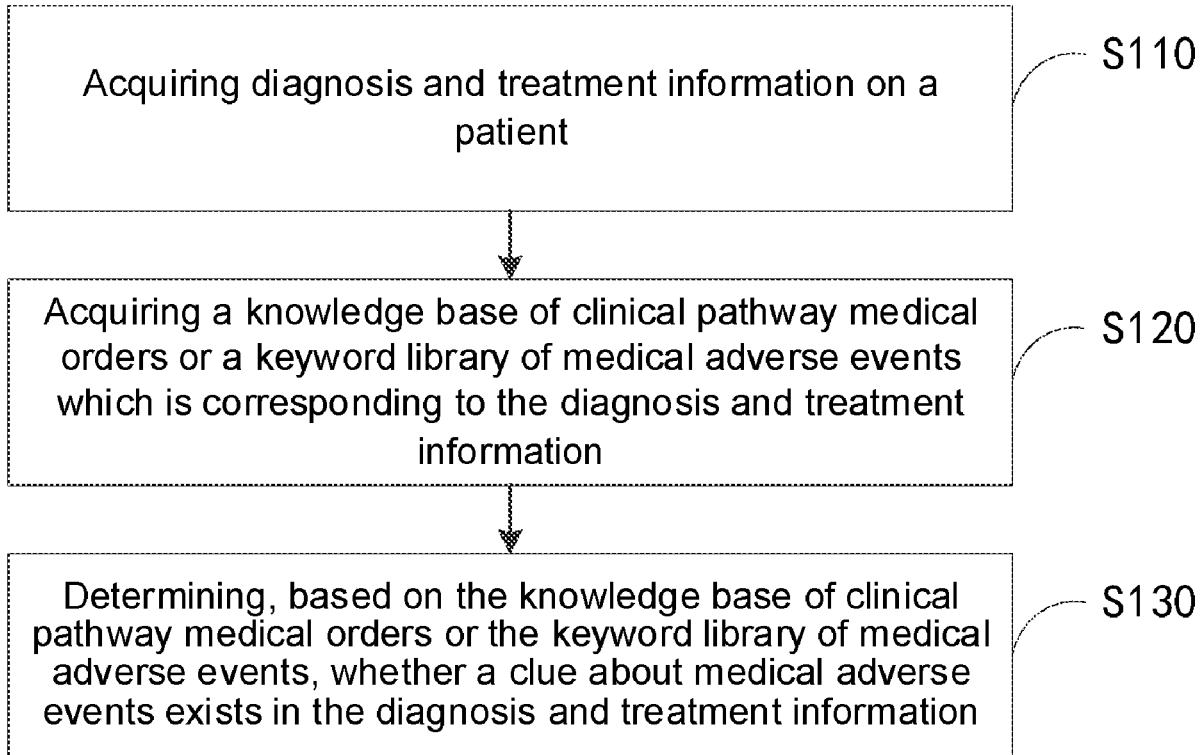 Acquiring diagnosis and treatment information on a
patient
S110
Acquiring a knowledge base of clinical pathway medical
orders or a keyword library of medical adverse events
which is corresponding to the diagnosis and treatment
information
S120
Determining, based on the knowledge base of clinical
pathway medical orders or the keyword library of medical
adverse events, whether a clue about medical adverse
events exists in the diagnosis and treatment information
S130